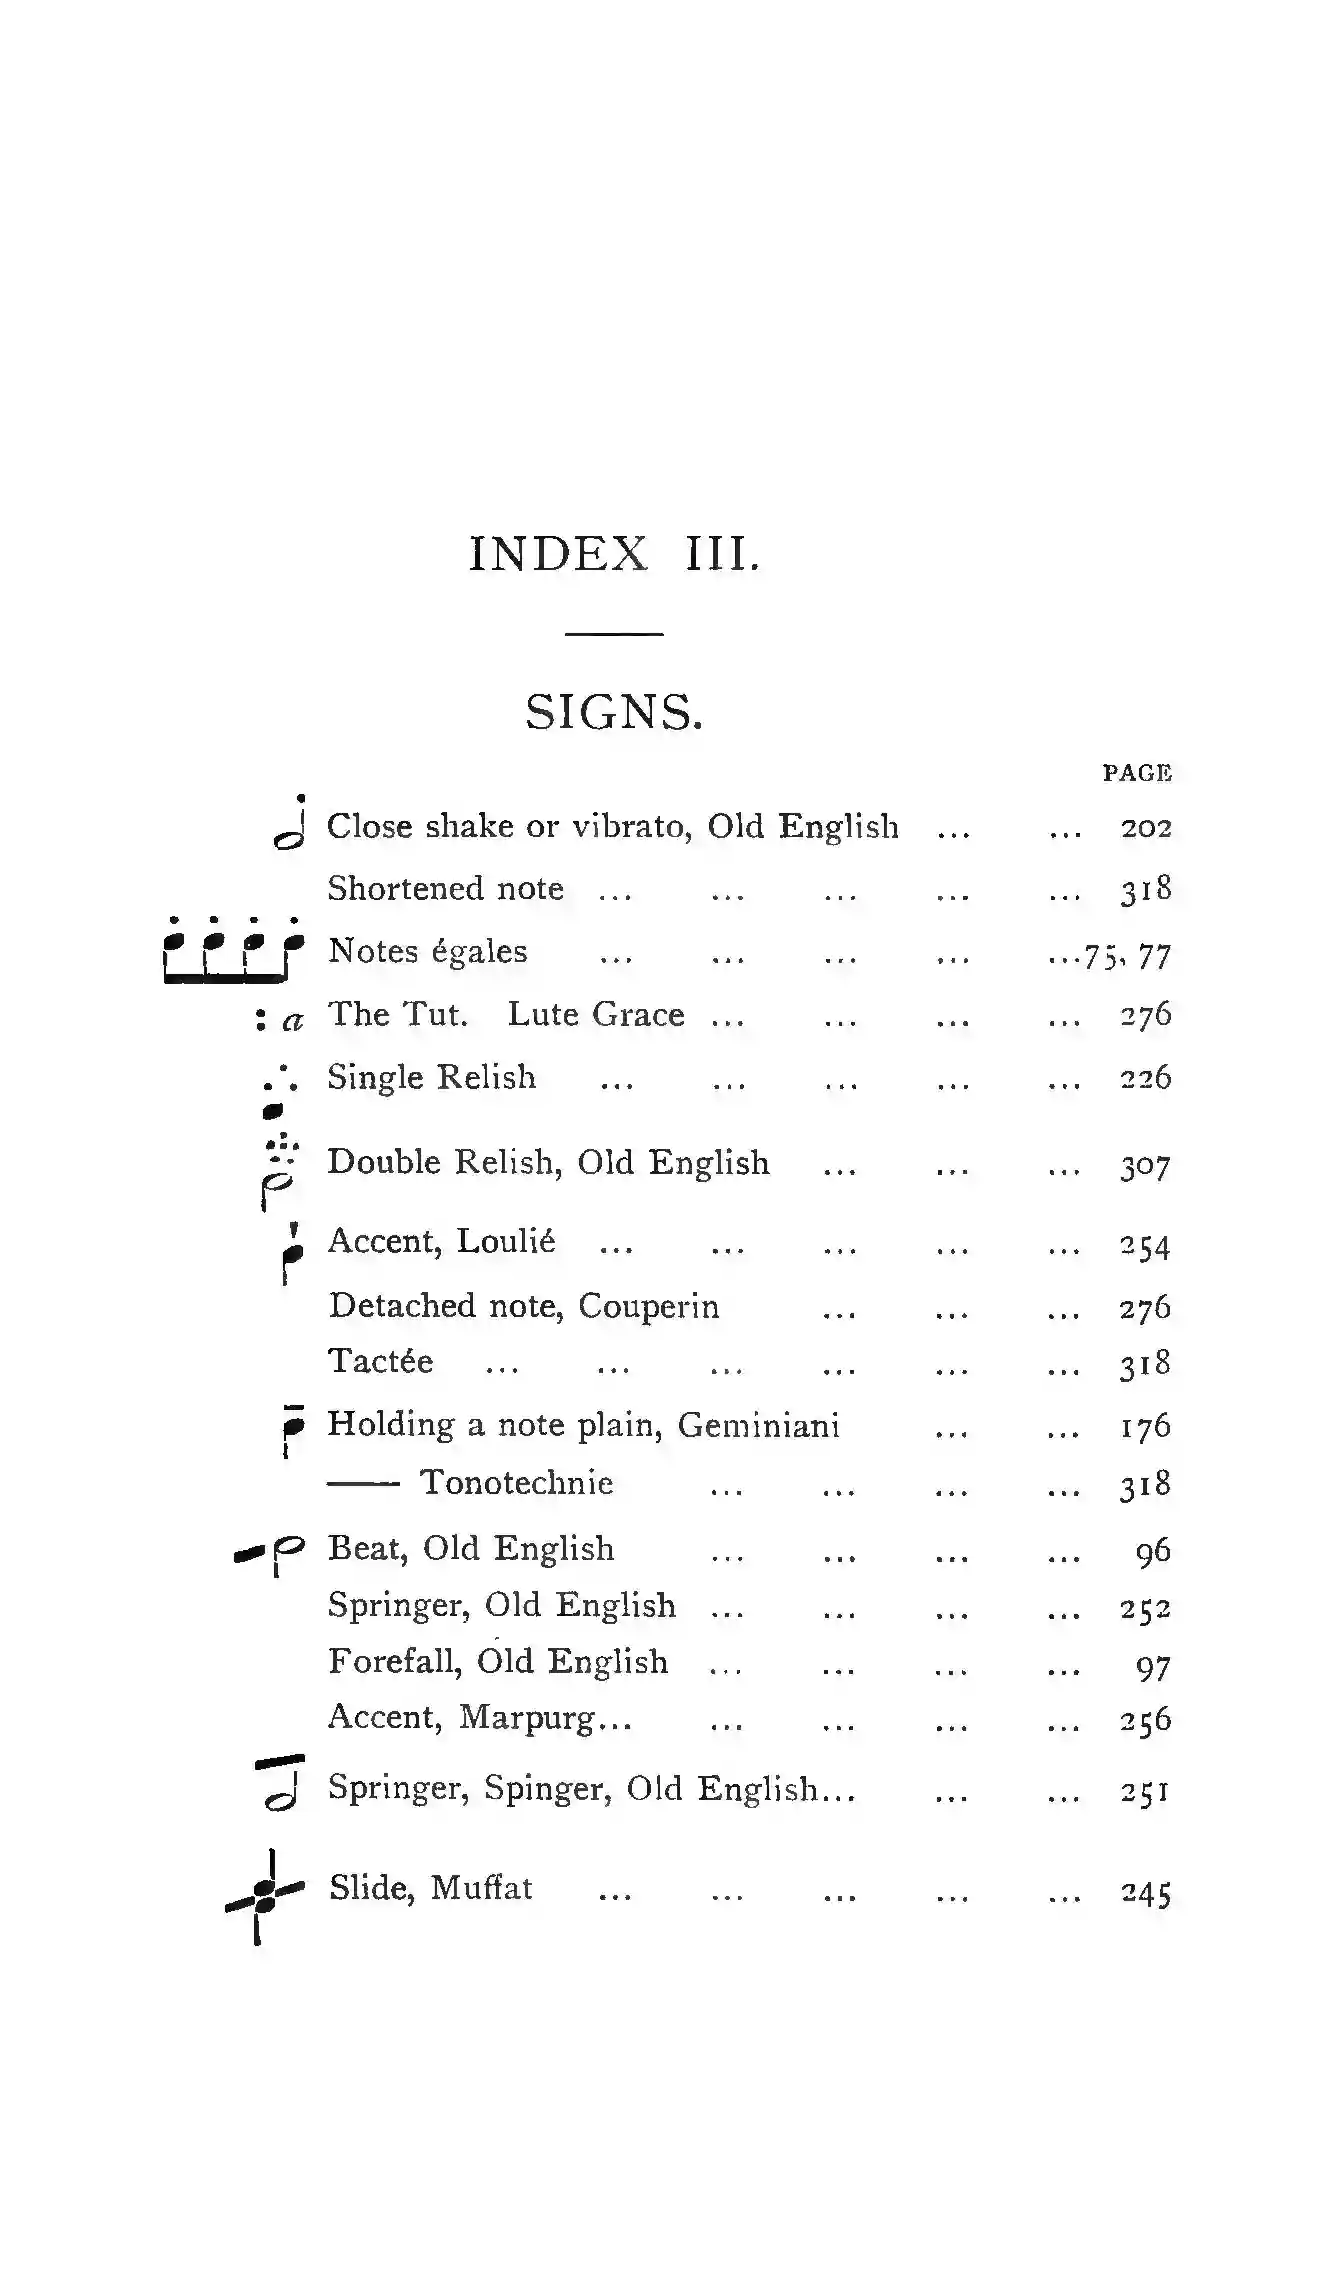 INDEX III.
SIGNS.
PAGE
Close shake or vibrato, Old English ... ... 202
Shortened note ... ... ... ... ... 318
Notes égales ... ... ... ... ...75, 77
: a The Tut. Lute Grace ... ... ... ... 276
Single Relish ... ... ... ... ... 226
Double Relish, Old English ... ... ... 307
Accent, Loulié ... ... ... ... ... 254
Detached note, Couperin ... ... ... 276
Tactée ... ... ... ... ... ... 318
Holding a note plain, Geminiani ... ... 176
—— Tonotechnie ... ... ... ... 318
Beat, Old English ... ... ... ... 96
Springer, Old English ... ... ... ... 252
Forefall, Old English ... ... ... ... 97
Accent, Marpurg... ... ... ... ... 256
Springer, Spinger, Old English... ... ... 251
Slide, Muffat ... ... ... ... ... 245